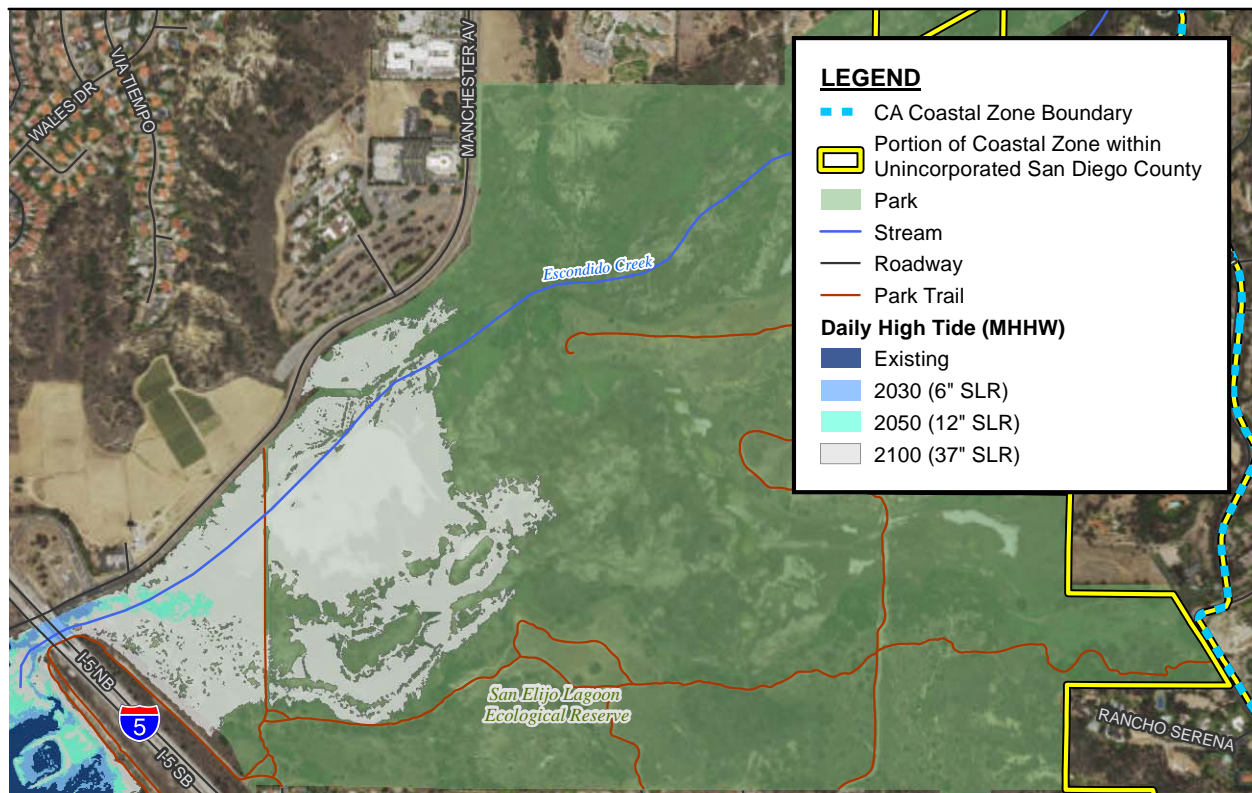 WALES DR
VIA TIEMPO
MANCHESTER AV
Escondido Creek
San Elijo Lagoon
Ecological Reserve
I-5 NB
5
I-5 SB
RANCHO SERENA
LEGEND
CA Coastal Zone Boundary
Portion of Coastal Zone within
Unincorporated San Diego County
Park
Stream
Roadway
Park Trail
Daily High Tide (MHHW)
Existing
2030 (6" SLR)
2050 (12" SLR)
2100 (37" SLR)